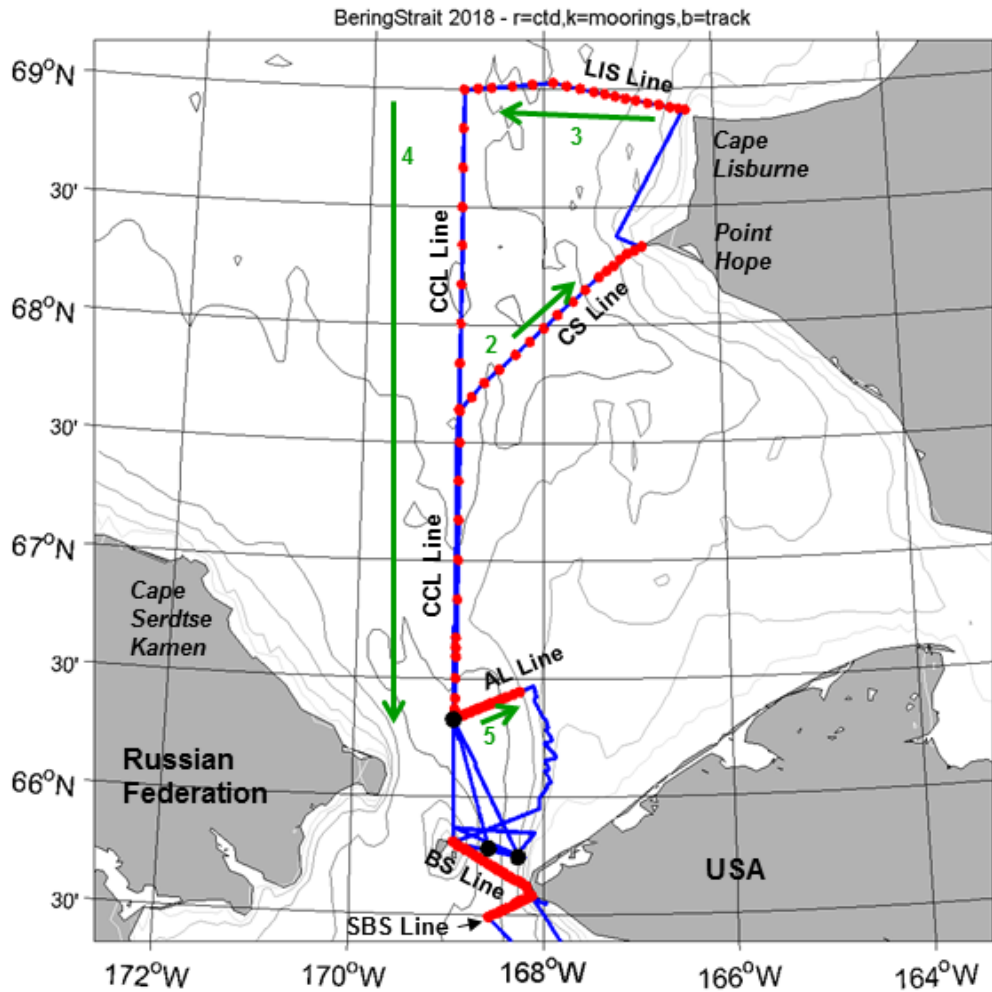 BeringStrait 2018 - r=ctd,k=moorings,b=track
69°N
30'
68°N
30'
67°N
30'
66°N
30'
172°W
170°W
168°W
166°W
164°W
LIS Line
3
4
Cape
Lisburne
Point
Hope
CCL Line
CS Line
2
CCL Line
Cape
Serdtse
Kamen
AL Line
5
Russian
Federation
BS Line
USA
SBS Line